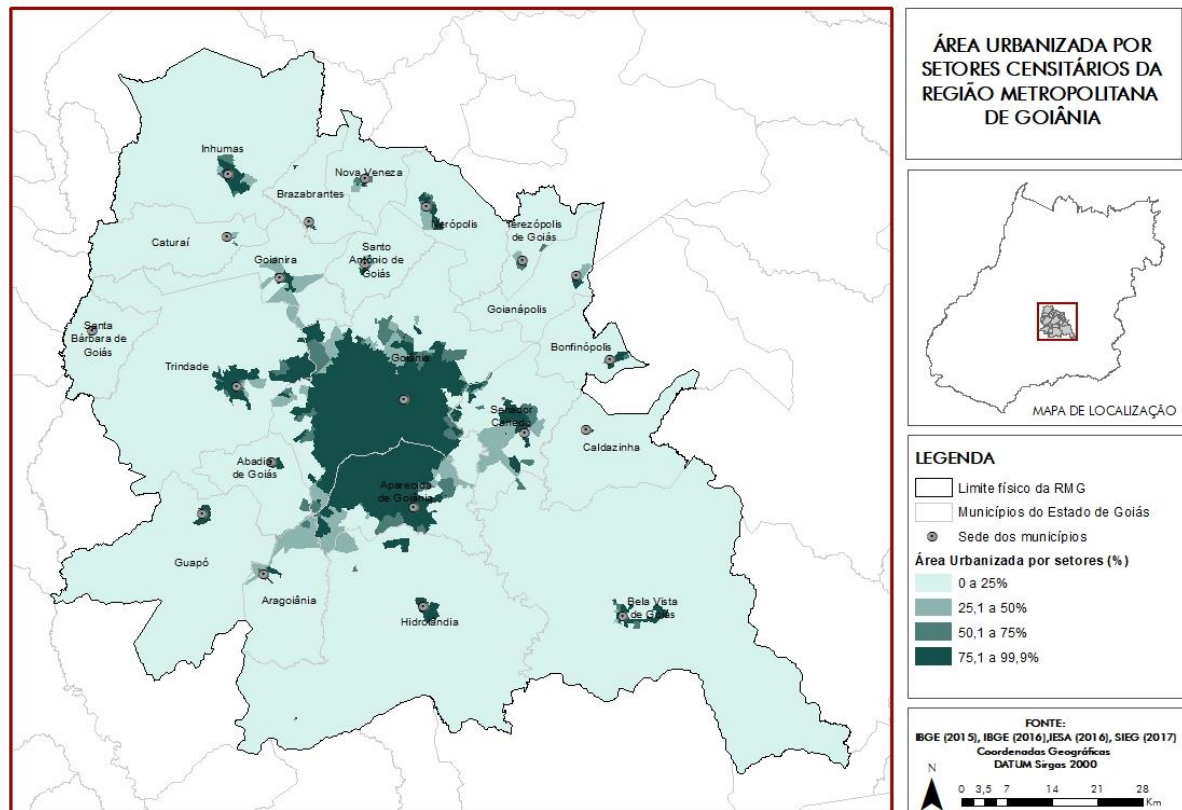 ÁREA URBANIZADA POR
SETORES CENSITÁRIOS DA
REGIÃO METROPOLITANA
DE GOIÂNIA
Inhumas
Nova Veneza
Brazabrantes
Nerópolis
Terezópolis
de Goiás
Caturaí
Santo
Antônio de
Goiás
Goianira
Goianápolis
Santa
Bárbara de
Goiás
Bonfinópolis
Goiânia
Trindade
Senador
Canedo
Caldazinha
Abadia
de Goiás
Aparecida
de Goiânia
Guapó
Aragoiânia
Hidrolândia
Bela Vista
de Goiás
MAPA DE LOCALIZAÇÃO
LEGENDA
Limite físico da RMG
Municípios do Estado de Goiás
Sede dos municípios
Área Urbanizada por setores (%)
0 a 25%
25,1 a 50%
50,1 a 75%
75,1 a 99,9%
FONTE:
IBGE (2015), IBGE (2016),IESA (2016), SIEG (2017)
Coordenadas Geográficas
DATUM Sirgas 2000
N
0 3,5 7 14 21 28
Km